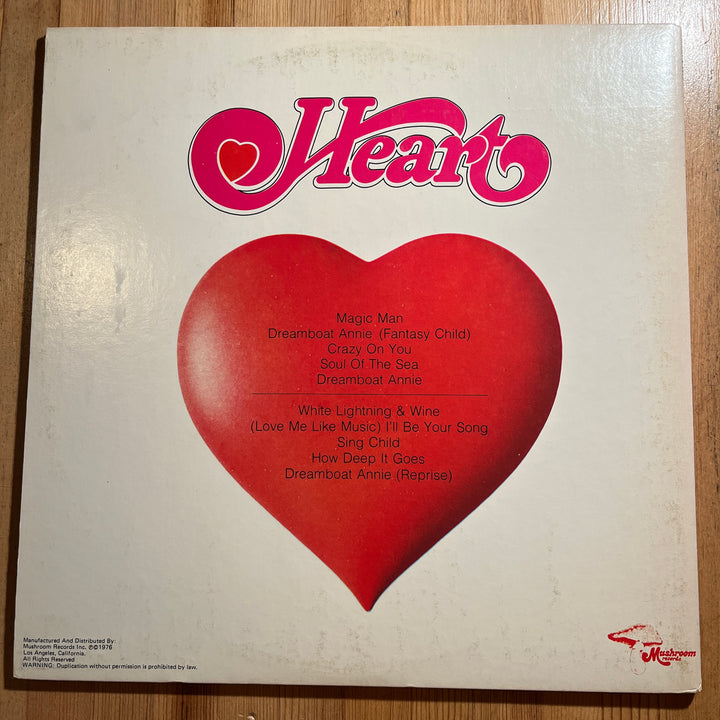 Heart
Magic Man
Dreamboat Annie (Fantasy Child)
Crazy On You
Soul Of The Sea
Dreamboat Annie
White Lightning & Wine
(Love Me Like Music) I'll Be Your Song
Sing Child
How Deep It Goes
Dreamboat Annie (Reprise)
Manufactured And Distributed By:
Mushroom Records Inc. ℗©1976
Los Angeles, California.
All Rights Reserved
WARNING: Duplication without permission is prohibited by law.
Mushroom
records